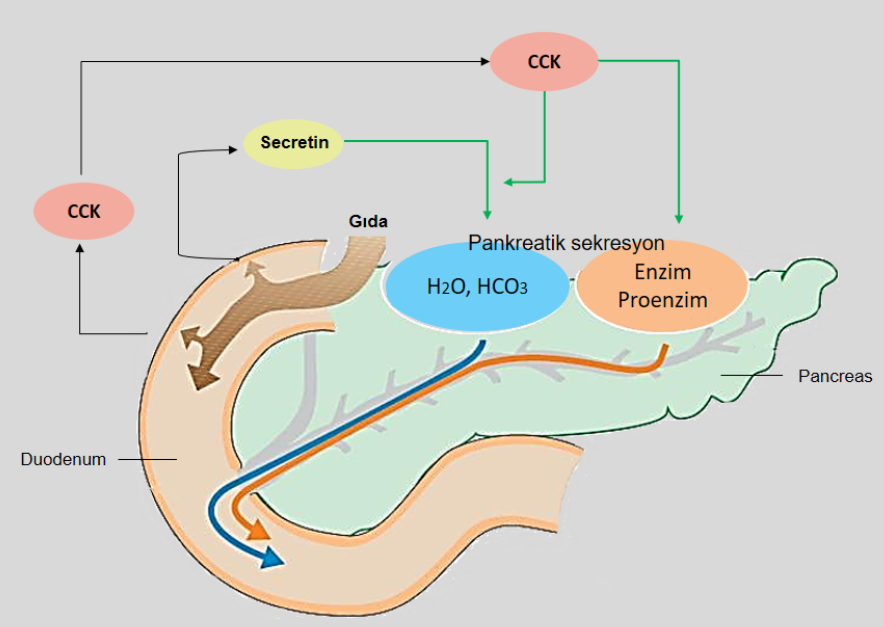 CCK
Secretin
CCK
Gıda
Pankreatik sekresyon
H2O, HCO3
Enzim
Proenzim
Pancreas
Duodenum